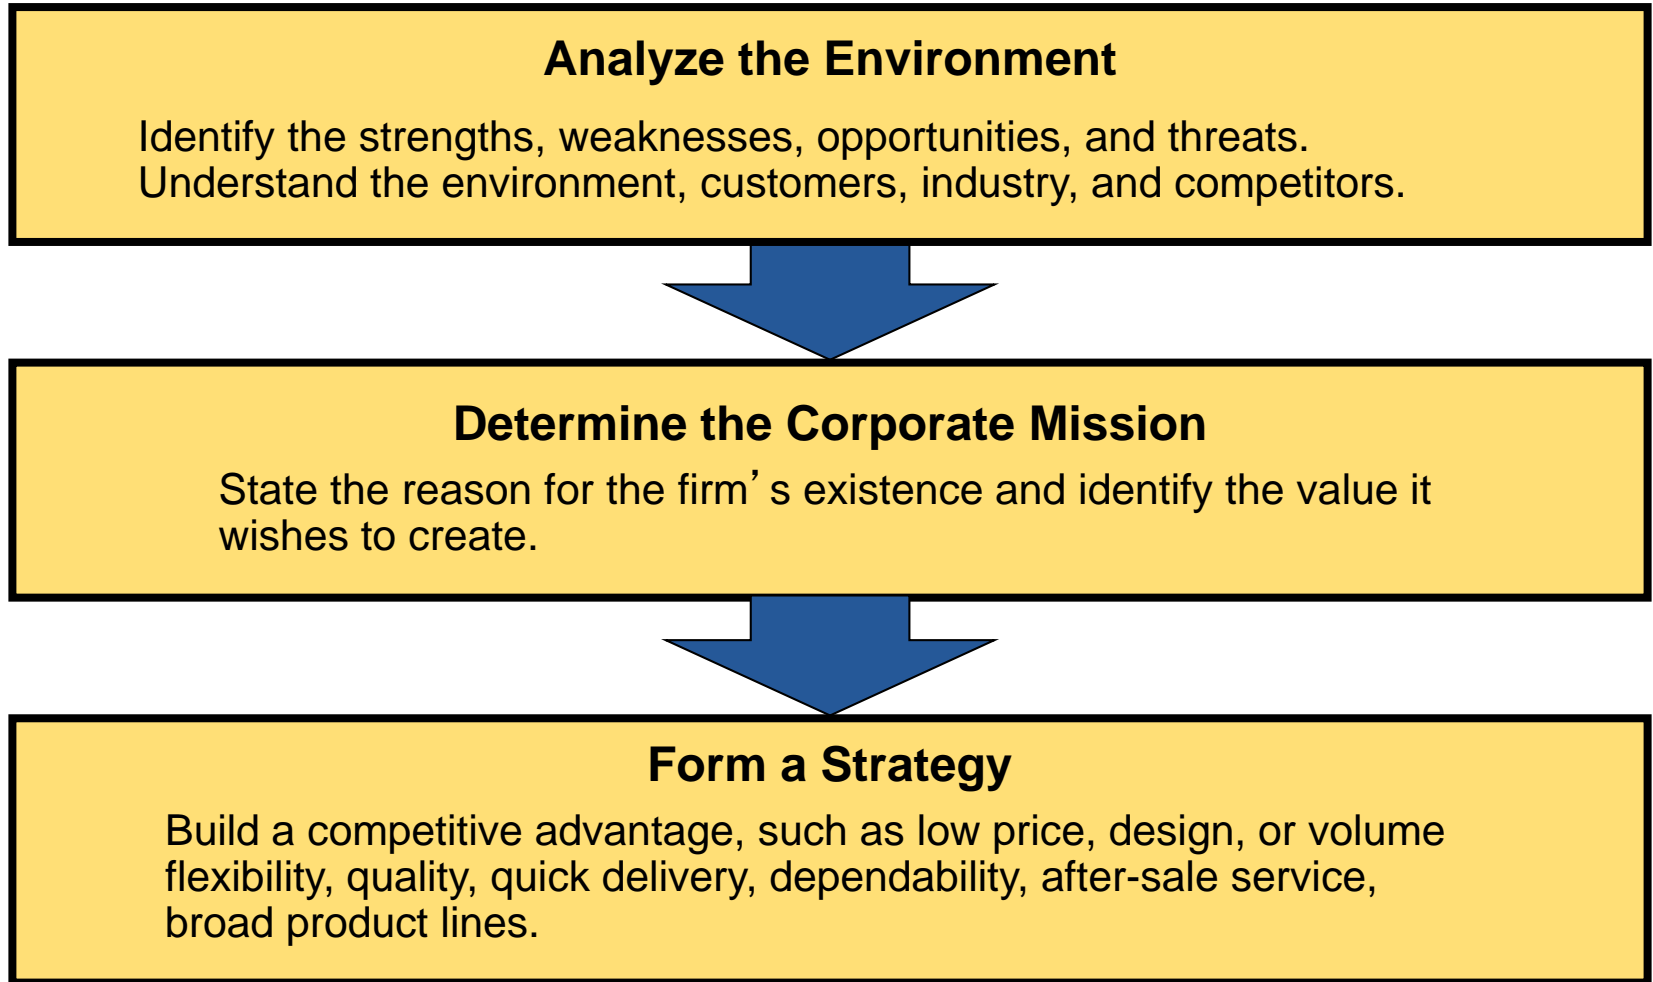 Analyze the Environment
Identify the strengths, weaknesses, opportunities, and threats.
Understand the environment, customers, industry, and competitors.
Determine the Corporate Mission
State the reason for the firm’s existence and identify the value it
wishes to create.
Form a Strategy
Build a competitive advantage, such as low price, design, or volume
flexibility, quality, quick delivery, dependability, after-sale service,
broad product lines.